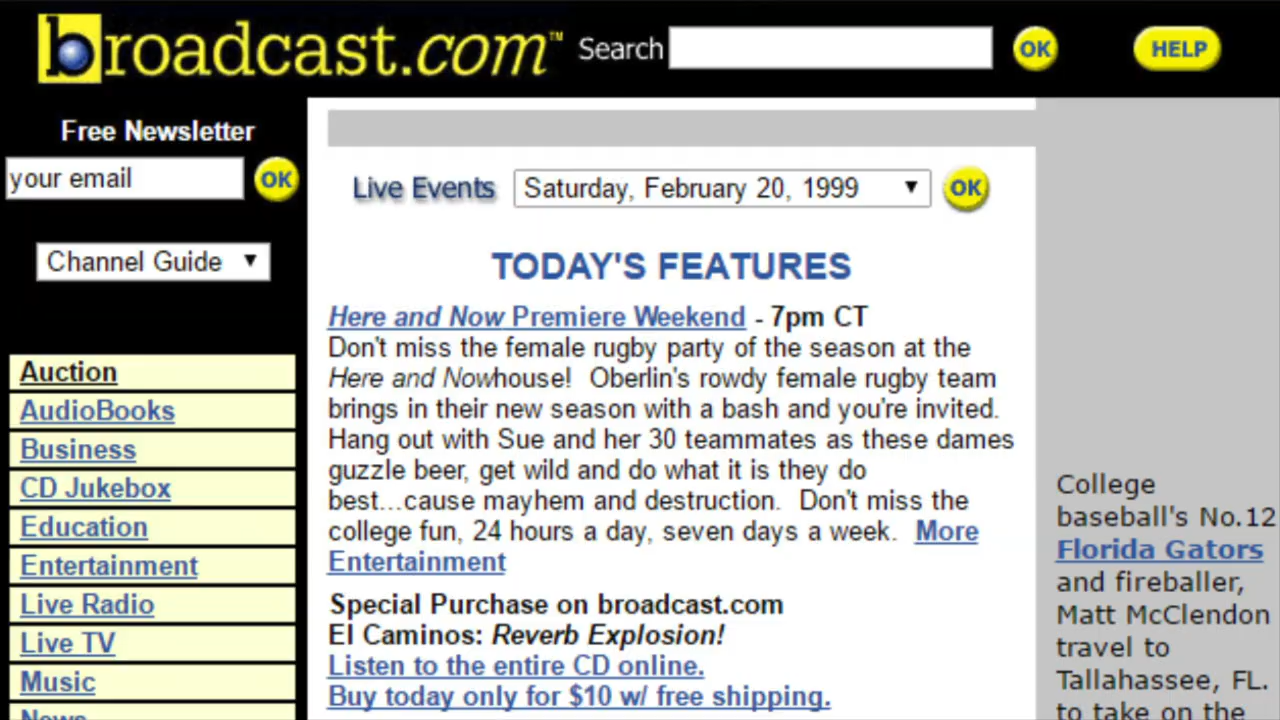 broadcast.com™ Search OK HELP
Free Newsletter
your email OK
Channel Guide
Auction
AudioBooks
Business
CD Jukebox
Education
Entertainment
Live Radio
Live TV
Music
News
Live Events Saturday, February 20, 1999 OK
TODAY'S FEATURES
Here and Now Premiere Weekend - 7pm CT
Don't miss the female rugby party of the season at the
Here and Nowhouse! Oberlin's rowdy female rugby team
brings in their new season with a bash and you're invited.
Hang out with Sue and her 30 teammates as these dames
guzzle beer, get wild and do what it is they do
best...cause mayhem and destruction. Don't miss the
college fun, 24 hours a day, seven days a week. More
Entertainment
Special Purchase on broadcast.com
El Caminos: Reverb Explosion!
Listen to the entire CD online.
Buy today only for $10 w/ free shipping.
College
baseball's No.12
Florida Gators
and fireballer,
Matt McClendon
travel to
Tallahassee, FL.
to take on the